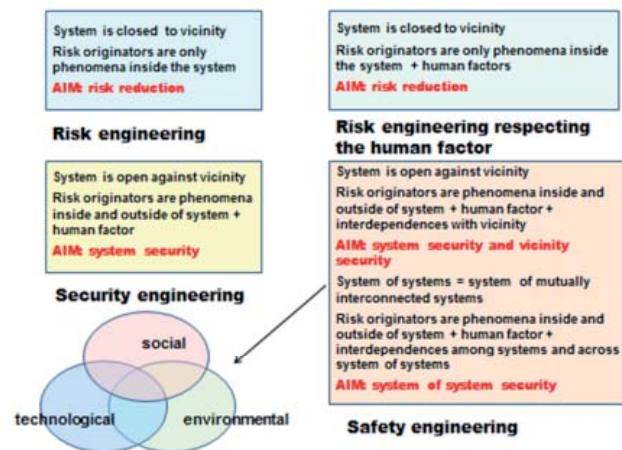 System is closed to vicinity
Risk originators are only
phenomena inside the system
AIM: risk reduction
Risk engineering
System is closed to vicinity
Risk originators are only phenomena inside
the system + human factors
AIM: risk reduction
Risk engineering respecting
the human factor
System is open against vicinity
Risk originators are phenomena
inside and outside of system +
human factor
AIM: system security
Security engineering
System is open against vicinity
Risk originators are phenomena inside and
outside of system + human factor +
interdependences with vicinity
AIM: system security and vicinity
security
System of systems = system of mutually
interconnected systems
Risk originators are phenomena inside and
outside of system + human factor +
interdependences among systems and across
system of systems
AIM: system of system security
Safety engineering
social
technological
environmental